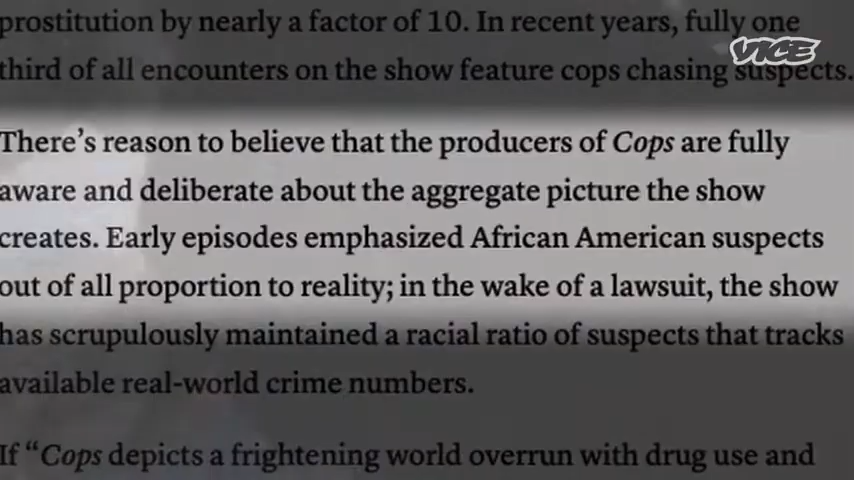 prostitution by nearly a factor of 10. In recent years, fully one
VICE
third of all encounters on the show feature cops chasing suspects.
There's reason to believe that the producers of Cops are fully
aware and deliberate about the aggregate picture the show
creates. Early episodes emphasized African American suspects
out of all proportion to reality; in the wake of a lawsuit, the show
has scrupulously maintained a racial ratio of suspects that tracks
available real-world crime numbers.
If “Cops depicts a frightening world overrun with drug use and